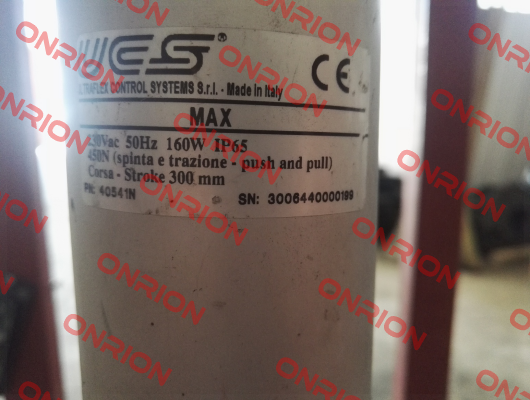 UCS®
ULTRAFLEX CONTROL SYSTEMS S.r.l. - Made in Italy
CE
MAX
230Vac 50Hz 160W IP65
450N (spinta e trazione - push and pull)
Corsa - Stroke 300 mm
PN: 40541N
SN: 3006440000199
ONRION